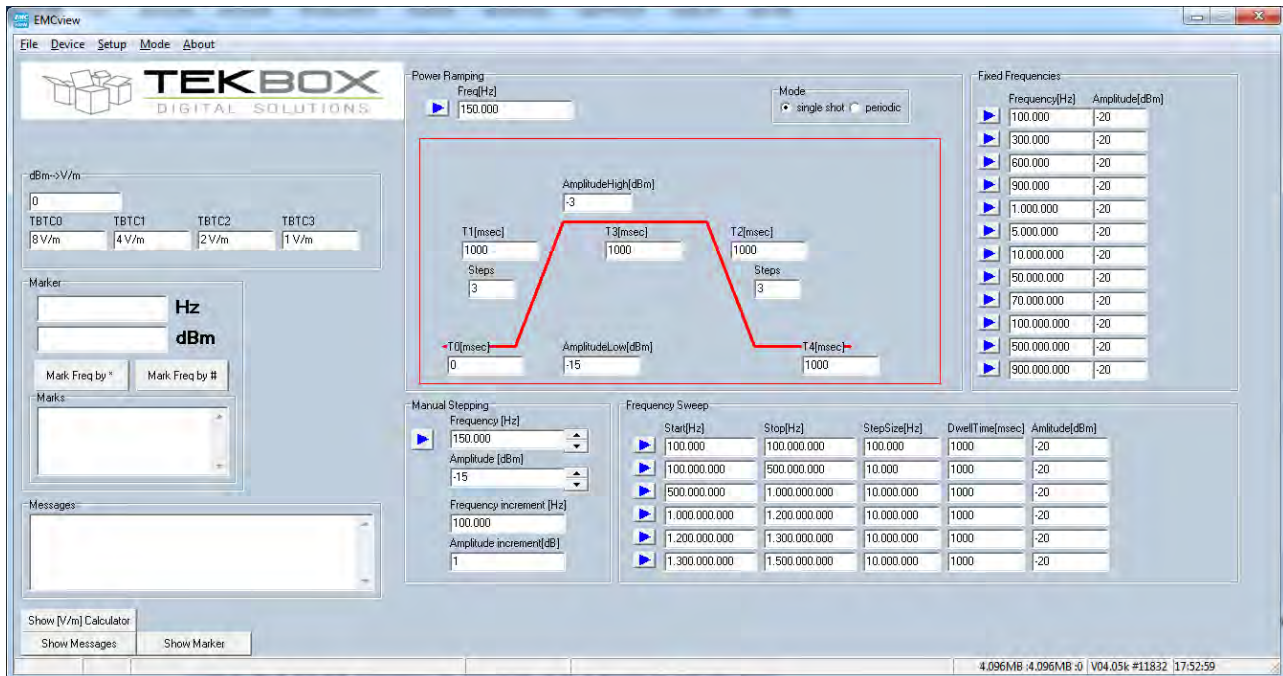 EMCview
File Device Setup Mode About
TEKBOX
DIGITAL SOLUTIONS
dBm-->V/m
0
TBTC0 TBTC1 TBTC2 TBTC3
8 V/m 4 V/m 2 V/m 1 V/m
Marker
Hz
dBm
Mark Freq by * Mark Freq by #
Marks
Messages
Show [V/m] Calculator
Show Messages Show Marker
Power Ramping
Freq[Hz]
150.000
Mode
single shot periodic
AmplitudeHigh[dBm]
-3
T1[msec] T3[msec] T2[msec]
1000 1000 1000
Steps Steps
3 3
T0[msec] AmplitudeLow[dBm] T4[msec]
0 -15 1000
Fixed Frequencies
Frequency[Hz] Amplitude[dBm]
100.000 -20
300.000 -20
600.000 -20
900.000 -20
1.000.000 -20
5.000.000 -20
10.000.000 -20
50.000.000 -20
70.000.000 -20
100.000.000 -20
500.000.000 -20
900.000.000 -20
Manual Stepping
Frequency [Hz]
150.000
Amplitude [dBm]
-15
Frequency increment [Hz]
100.000
Amplitude increment[dB]
1
Frequency Sweep
Start[Hz] Stop[Hz] StepSize[Hz] DwellTime[msec] Amlitude[dBm]
100.000 100.000.000 100.000 1000 -20
100.000.000 500.000.000 10.000 1000 -20
500.000.000 1.000.000.000 10.000.000 1000 -20
1.000.000.000 1.200.000.000 10.000.000 1000 -20
1.200.000.000 1.300.000.000 10.000.000 1000 -20
1.300.000.000 1.500.000.000 10.000.000 1000 -20
4.096MB :4.096MB :0 V04.05k #11832 17:52:59